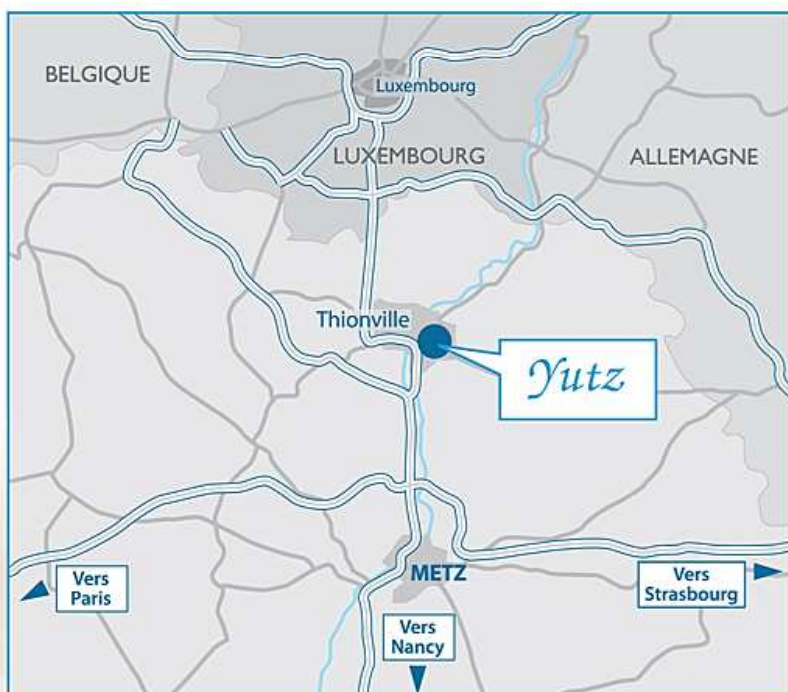 BELGIQUE
Luxembourg
LUXEMBOURG
ALLEMAGNE
Thionville
Yutz
METZ
Vers
Paris
Vers
Strasbourg
Vers
Nancy